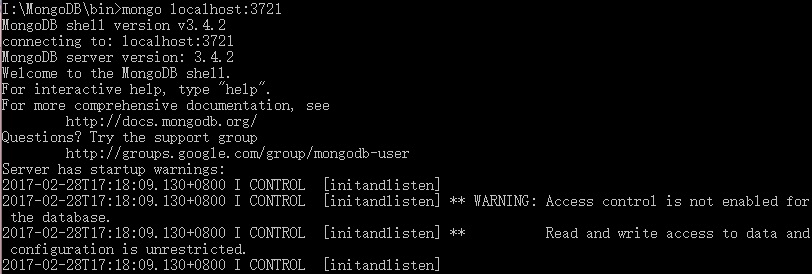 I:\MongoDB\bin>mongo localhost:3721
MongoDB shell version v3.4.2
connecting to: localhost:3721
MongoDB server version: 3.4.2
Welcome to the MongoDB shell.
For interactive help, type "help".
For more comprehensive documentation, see
        http://docs.mongodb.org/
Questions? Try the support group
        http://groups.google.com/group/mongodb-user
Server has startup warnings:
2017-02-28T17:18:09.130+0800 I CONTROL  [initandlisten]
2017-02-28T17:18:09.130+0800 I CONTROL  [initandlisten] ** WARNING: Access control is not enabled for
 the database.
2017-02-28T17:18:09.130+0800 I CONTROL  [initandlisten] **          Read and write access to data and
configuration is unrestricted.
2017-02-28T17:18:09.130+0800 I CONTROL  [initandlisten]